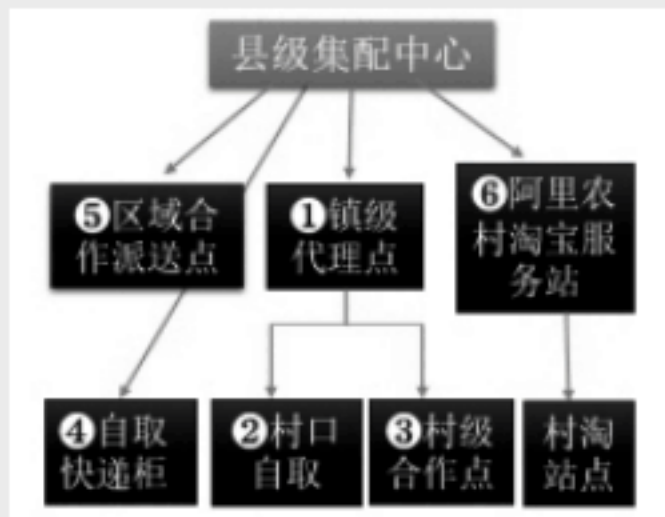 县级集配中心
❺区域合
作派送点
❶镇级
代理点
❻阿里农
村淘宝服
务站
❹自取
快递柜
❷村口
自取
❸村级
合作点
村淘
站点